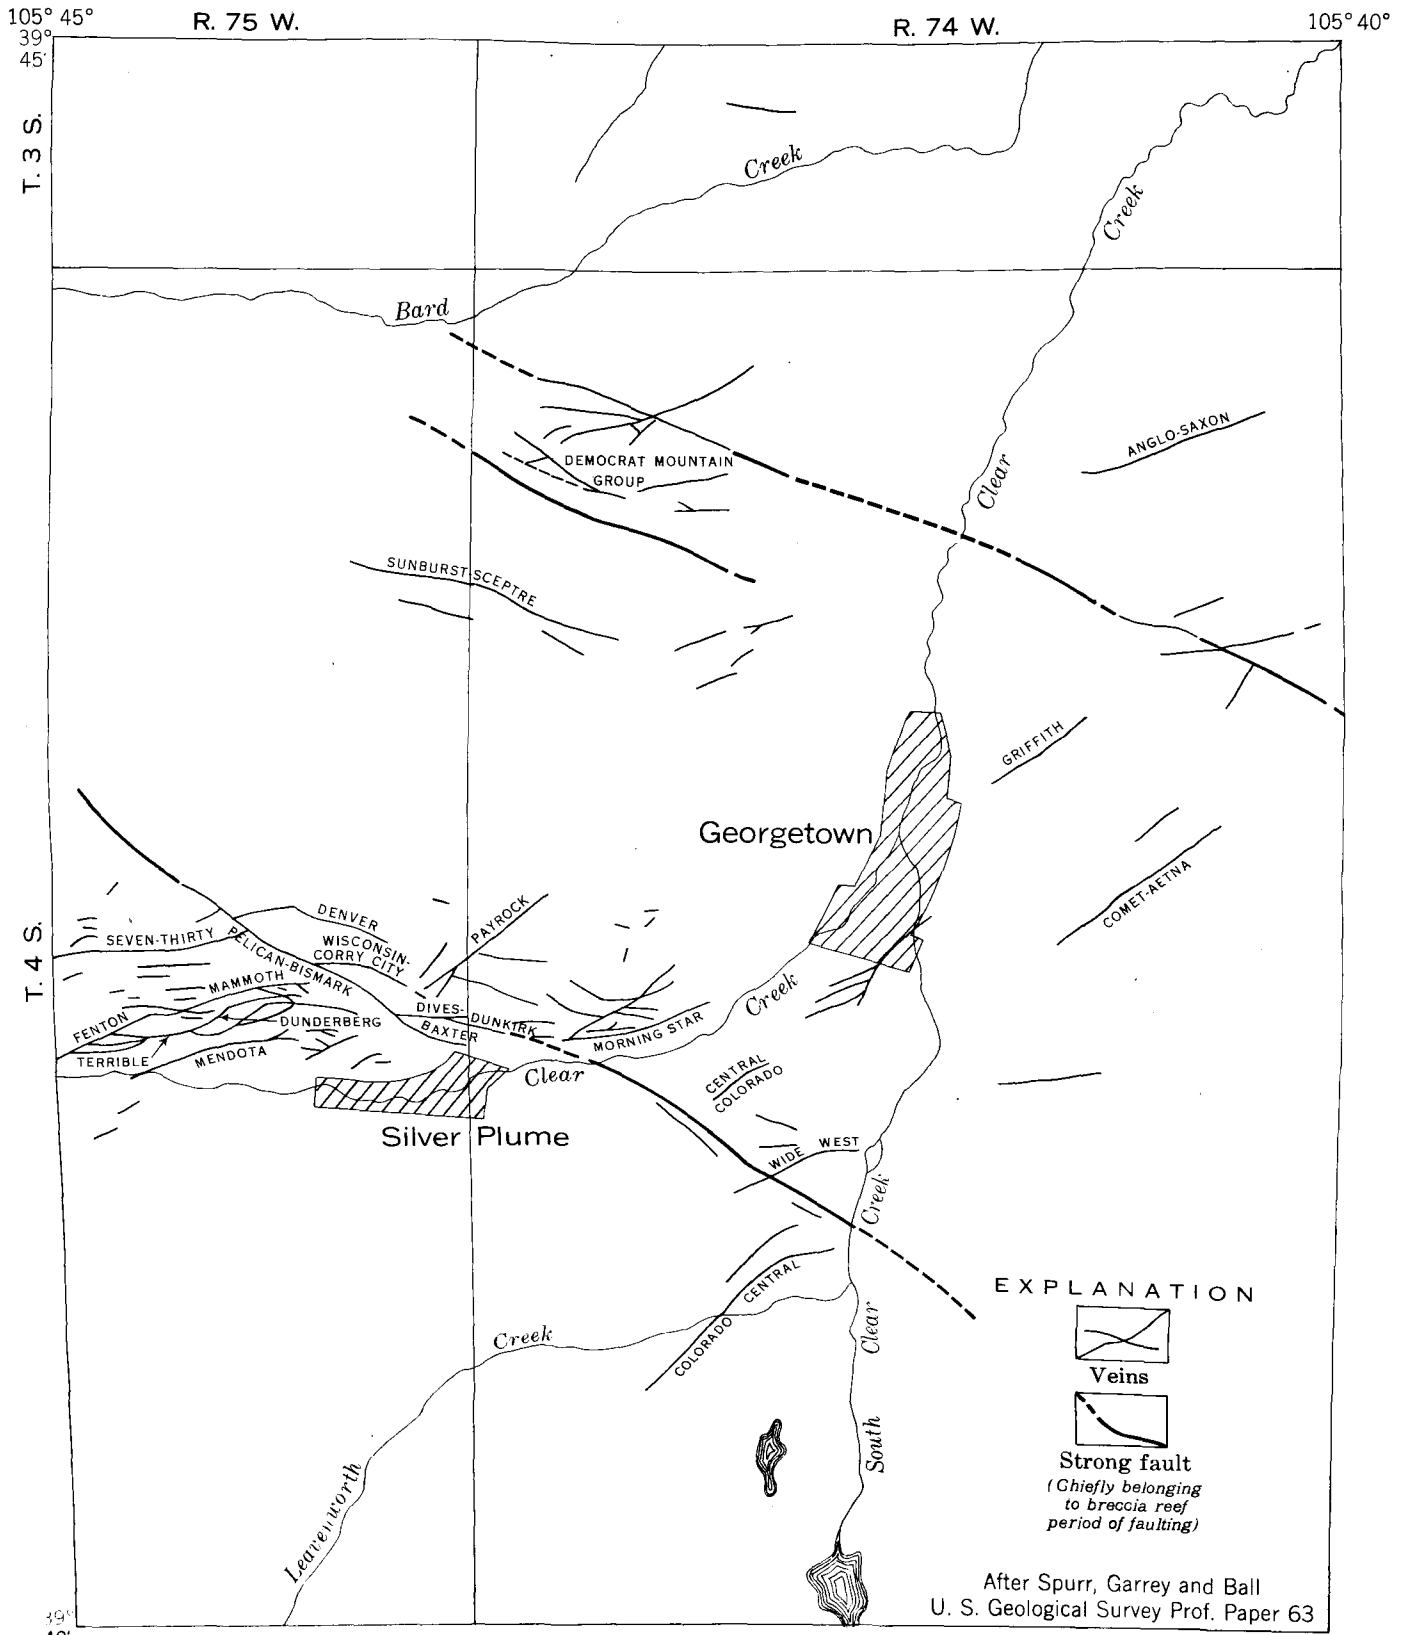 105° 45°
R. 75 W.
R. 74 W.
105° 40°
39°
45'
T. 3 S.
Creek
Creek
Bard
Clear
ANGLO-SAXON
DEMOCRAT MOUNTAIN
GROUP
SUNBURST-SCEPTRE
GRIFFITH
Georgetown
COMET-AETNA
T. 4 S.
DENVER
PAYROCK
SEVEN-THIRTY
PELICAN-BISMARK
WISCONSIN-
CORRY CITY
MAMMOTH
FENTON
DUNDERBERG
DIVES-DUNKIRK
BAXTER
MORNING STAR
Creek
TERRIBLE
MENDOTA
Clear
CENTRAL
COLORADO
Silver Plume
WIDE WEST
Creek
CENTRAL
COLORADO
Creek
Clear
South
Leavenworth
EXPLANATION
Veins
Strong fault
(Chiefly belonging
to breccia reef
period of faulting)
After Spurr, Garrey and Ball
U. S. Geological Survey Prof. Paper 63
39°